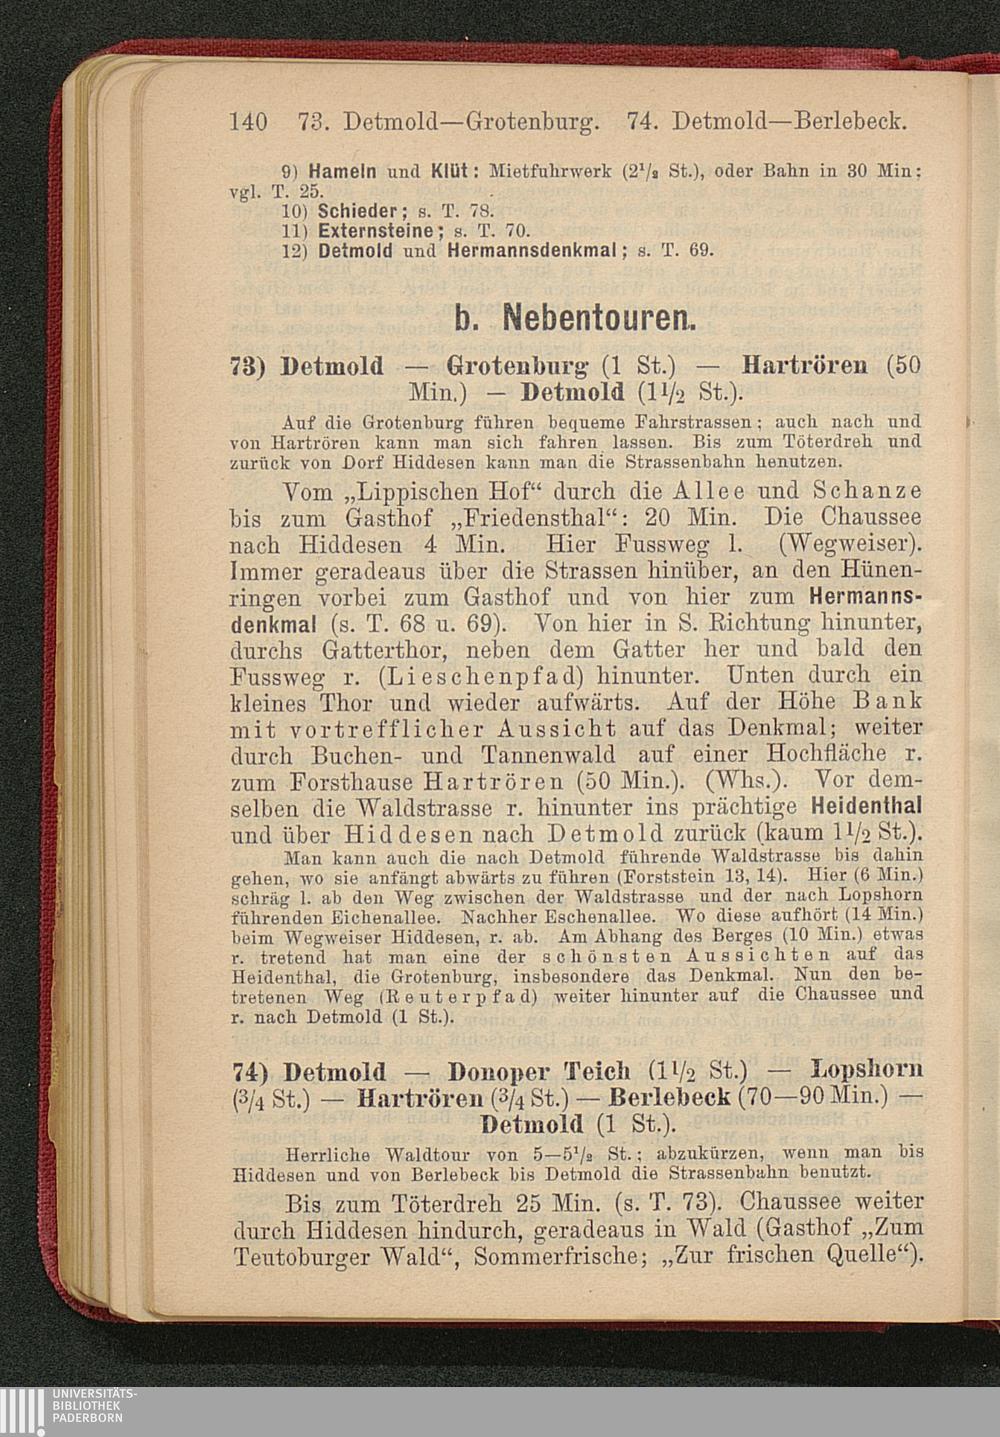 140 73. Detmold—Grotenburg. 74. Detmold—Berlebeck.
9) Hameln und Klüt: Mietfuhrwerk (2½ St.), oder Bahn in 30 Min;
vgl. T. 25.
10) Schieder; s. T. 78.
11) Externsteine; s. T. 70.
12) Detmold und Hermannsdenkmal; s. T. 69.
b. Nebentouren.
73) Detmold — Grotenburg (1 St.) — Hartrören (50
Min.) — Detmold (1½ St.).
Auf die Grotenburg führen bequeme Fahrstrassen; auch nach und
von Hartrören kann man sich fahren lassen. Bis zum Töterdreh und
zurück von Dorf Hiddesen kann man die Strassenbahn benutzen.
Vom „Lippischen Hof“ durch die Allee und Schanze
bis zum Gasthof „Friedensthal“: 20 Min. Die Chaussee
nach Hiddesen 4 Min. Hier Fussweg l. (Wegweiser).
Immer geradeaus über die Strassen hinüber, an den Hünen-
ringen vorbei zum Gasthof und von hier zum Hermanns-
denkmal (s. T. 68 u. 69). Von hier in S. Richtung hinunter,
durchs Gatterthor, neben dem Gatter her und bald den
Fussweg r. (Lieschenpfad) hinunter. Unten durch ein
kleines Thor und wieder aufwärts. Auf der Höhe Bank
mit vortrefflicher Aussicht auf das Denkmal; weiter
durch Buchen- und Tannenwald auf einer Hochfläche r.
zum Forsthause Hartrören (50 Min.). (Whs.). Vor dem-
selben die Waldstrasse r. hinunter ins prächtige Heidenthal
und über Hiddesen nach Detmold zurück (kaum 1½ St.).
Man kann auch die nach Detmold führende Waldstrasse bis dahin
gehen, wo sie anfängt abwärts zu führen (Forststein 13, 14). Hier (6 Min.)
schräg l. ab den Weg zwischen der Waldstrasse und der nach Lopshorn
führenden Eichenallee. Nachher Eschenallee. Wo diese aufhört (14 Min.)
beim Wegweiser Hiddesen, r. ab. Am Abhang des Berges (10 Min.) etwas
r. tretend hat man eine der schönsten Aussichten auf das
Heidenthal, die Grotenburg, insbesondere das Denkmal. Nun den be-
tretenen Weg (Reuterpfad) weiter hinunter auf die Chaussee und
r. nach Detmold (1 St.).
74) Detmold — Donoper Teich (1½ St.) — Lopshorn
(¾ St.) — Hartrören (¾ St.) — Berlebeck (70—90 Min.) —
Detmold (1 St.).
Herrliche Waldtour von 5—5½ St.; abzukürzen, wenn man bis
Hiddesen und von Berlebeck bis Detmold die Strassenbahn benutzt.
Bis zum Töterdreh 25 Min. (s. T. 73). Chaussee weiter
durch Hiddesen hindurch, geradeaus in Wald (Gasthof „Zum
Teutoburger Wald“, Sommerfrische; „Zur frischen Quelle“).
UNIVERSITÄTS-
BIBLIOTHEK
PADERBORN